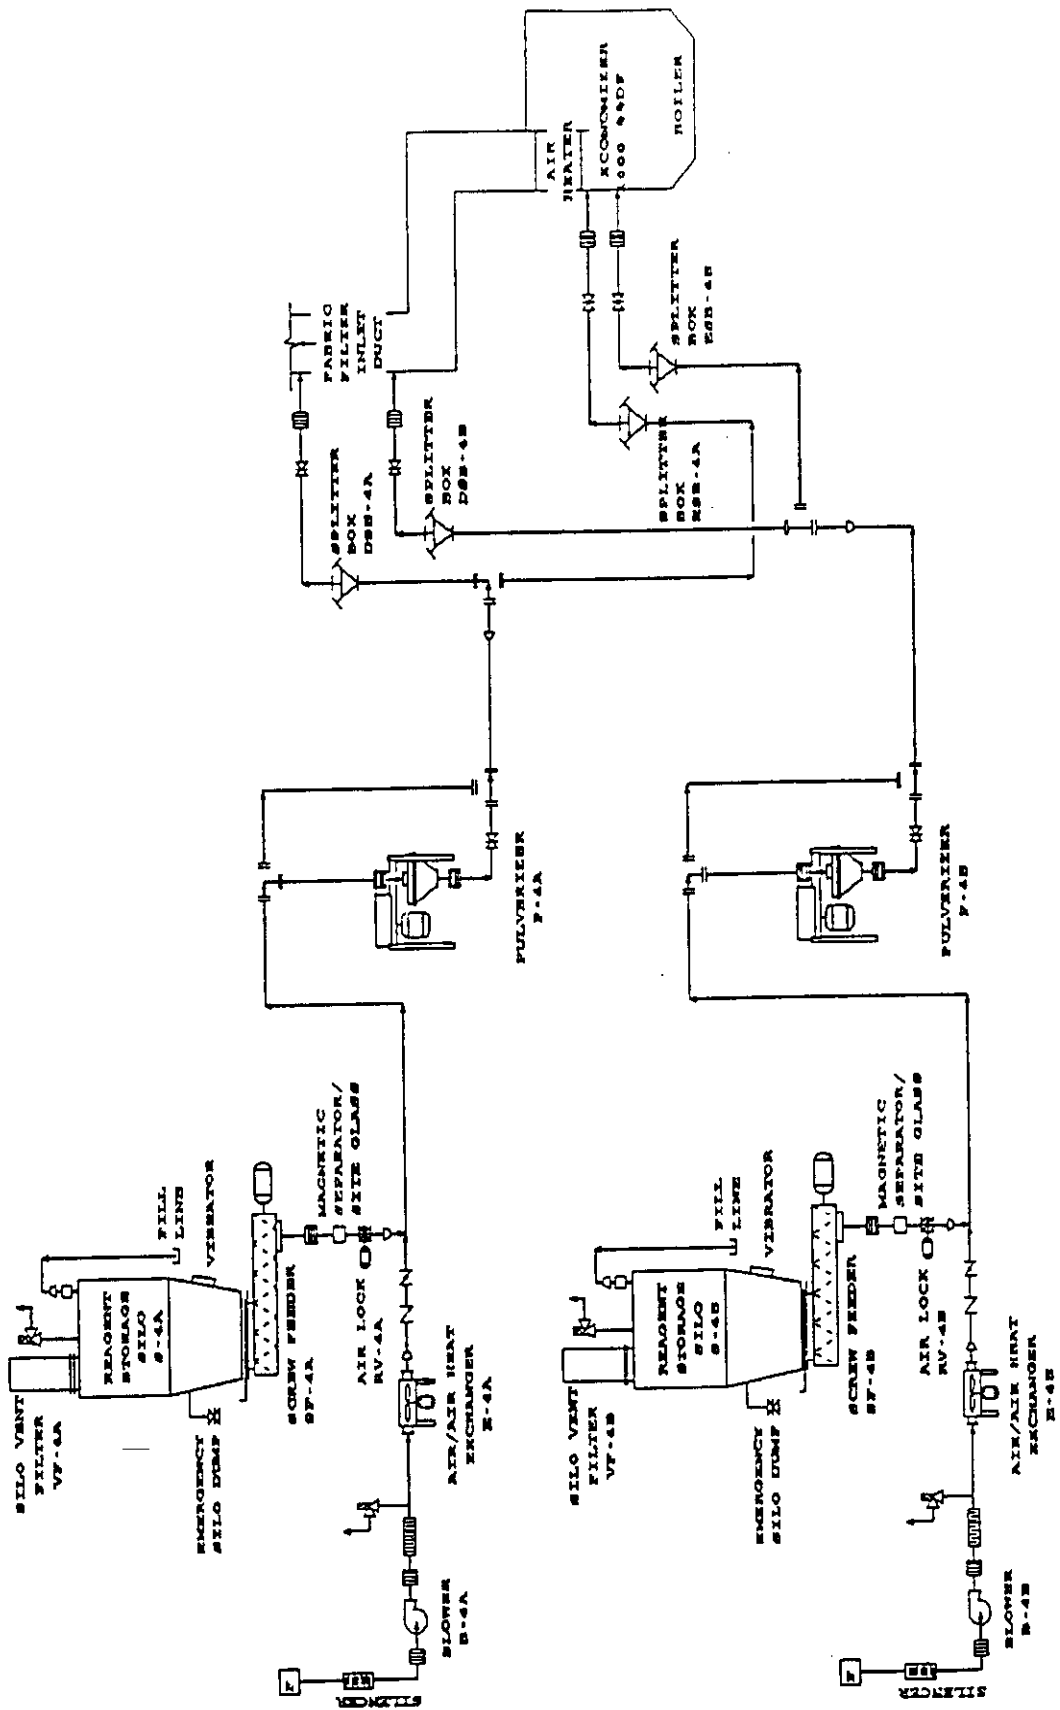 SILO VENT
FILTER
VF-4A
REAGENT
STORAGE
SILO
S-4A
FILL
LINE
VIBRATOR
EMERGENCY
SILO DUMP
SCREW FEEDER
SF-4A
MAGNETIC
SEPARATOR/
SITE GLASS
AIR LOCK
RV-4A
AIR/AIR HEAT
EXCHANGER
E-4A
BLOWER
B-4A
F
SILENCER
PULVERIZER
P-4A
SPLITTER
BOX
DSB-4A
SPLITTER
BOX
DSB-4B
FABRIC
FILTER
INLET
DUCT
AIR
HEATER
ECONOMIZER
BOILER
SPLITTER
BOX
ESB-4A
SPLITTER
BOX
ESB-4B
SILO VENT
FILTER
VF-4B
REAGENT
STORAGE
SILO
S-4B
FILL
LINE
VIBRATOR
EMERGENCY
SILO DUMP
SCREW FEEDER
SF-4B
MAGNETIC
SEPARATOR/
SITE GLASS
AIR LOCK
RV-4B
AIR/AIR HEAT
EXCHANGER
E-4B
BLOWER
B-4B
F
SILENCER
PULVERIZER
P-4B